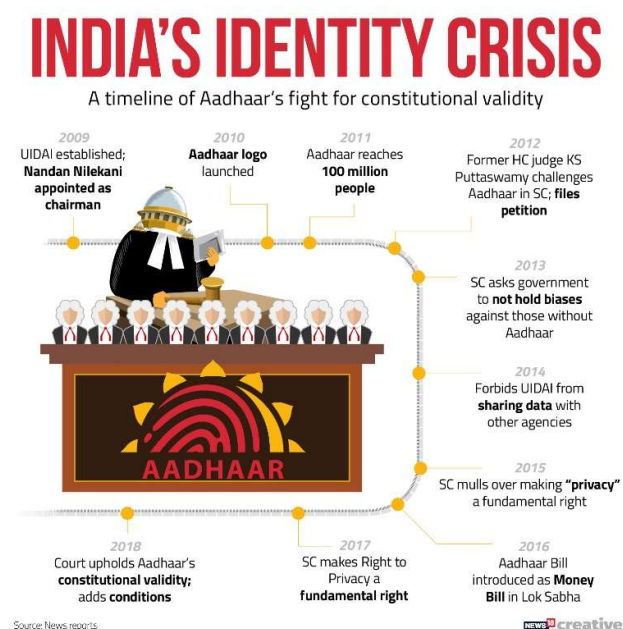 INDIA'S IDENTITY CRISIS
A timeline of Aadhaar's fight for constitutional validity
2009
UIDAI established;
Nandan Nilekani
appointed as
chairman
2010
Aadhaar logo
launched
2011
Aadhaar reaches
100 million
people
2012
Former HC judge KS
Puttaswamy challenges
Aadhaar in SC; files
petition
2013
SC asks government
to not hold biases
against those without
Aadhaar
2014
Forbids UIDAI from
sharing data with
other agencies
2015
SC mulls over making "privacy"
a fundamental right
2016
Aadhaar Bill
introduced as Money
Bill in Lok Sabha
2017
SC makes Right to
Privacy a
fundamental right
2018
Court upholds Aadhaar's
constitutional validity;
adds conditions
AADHAAR
Source: News reports
NEWS18 creative